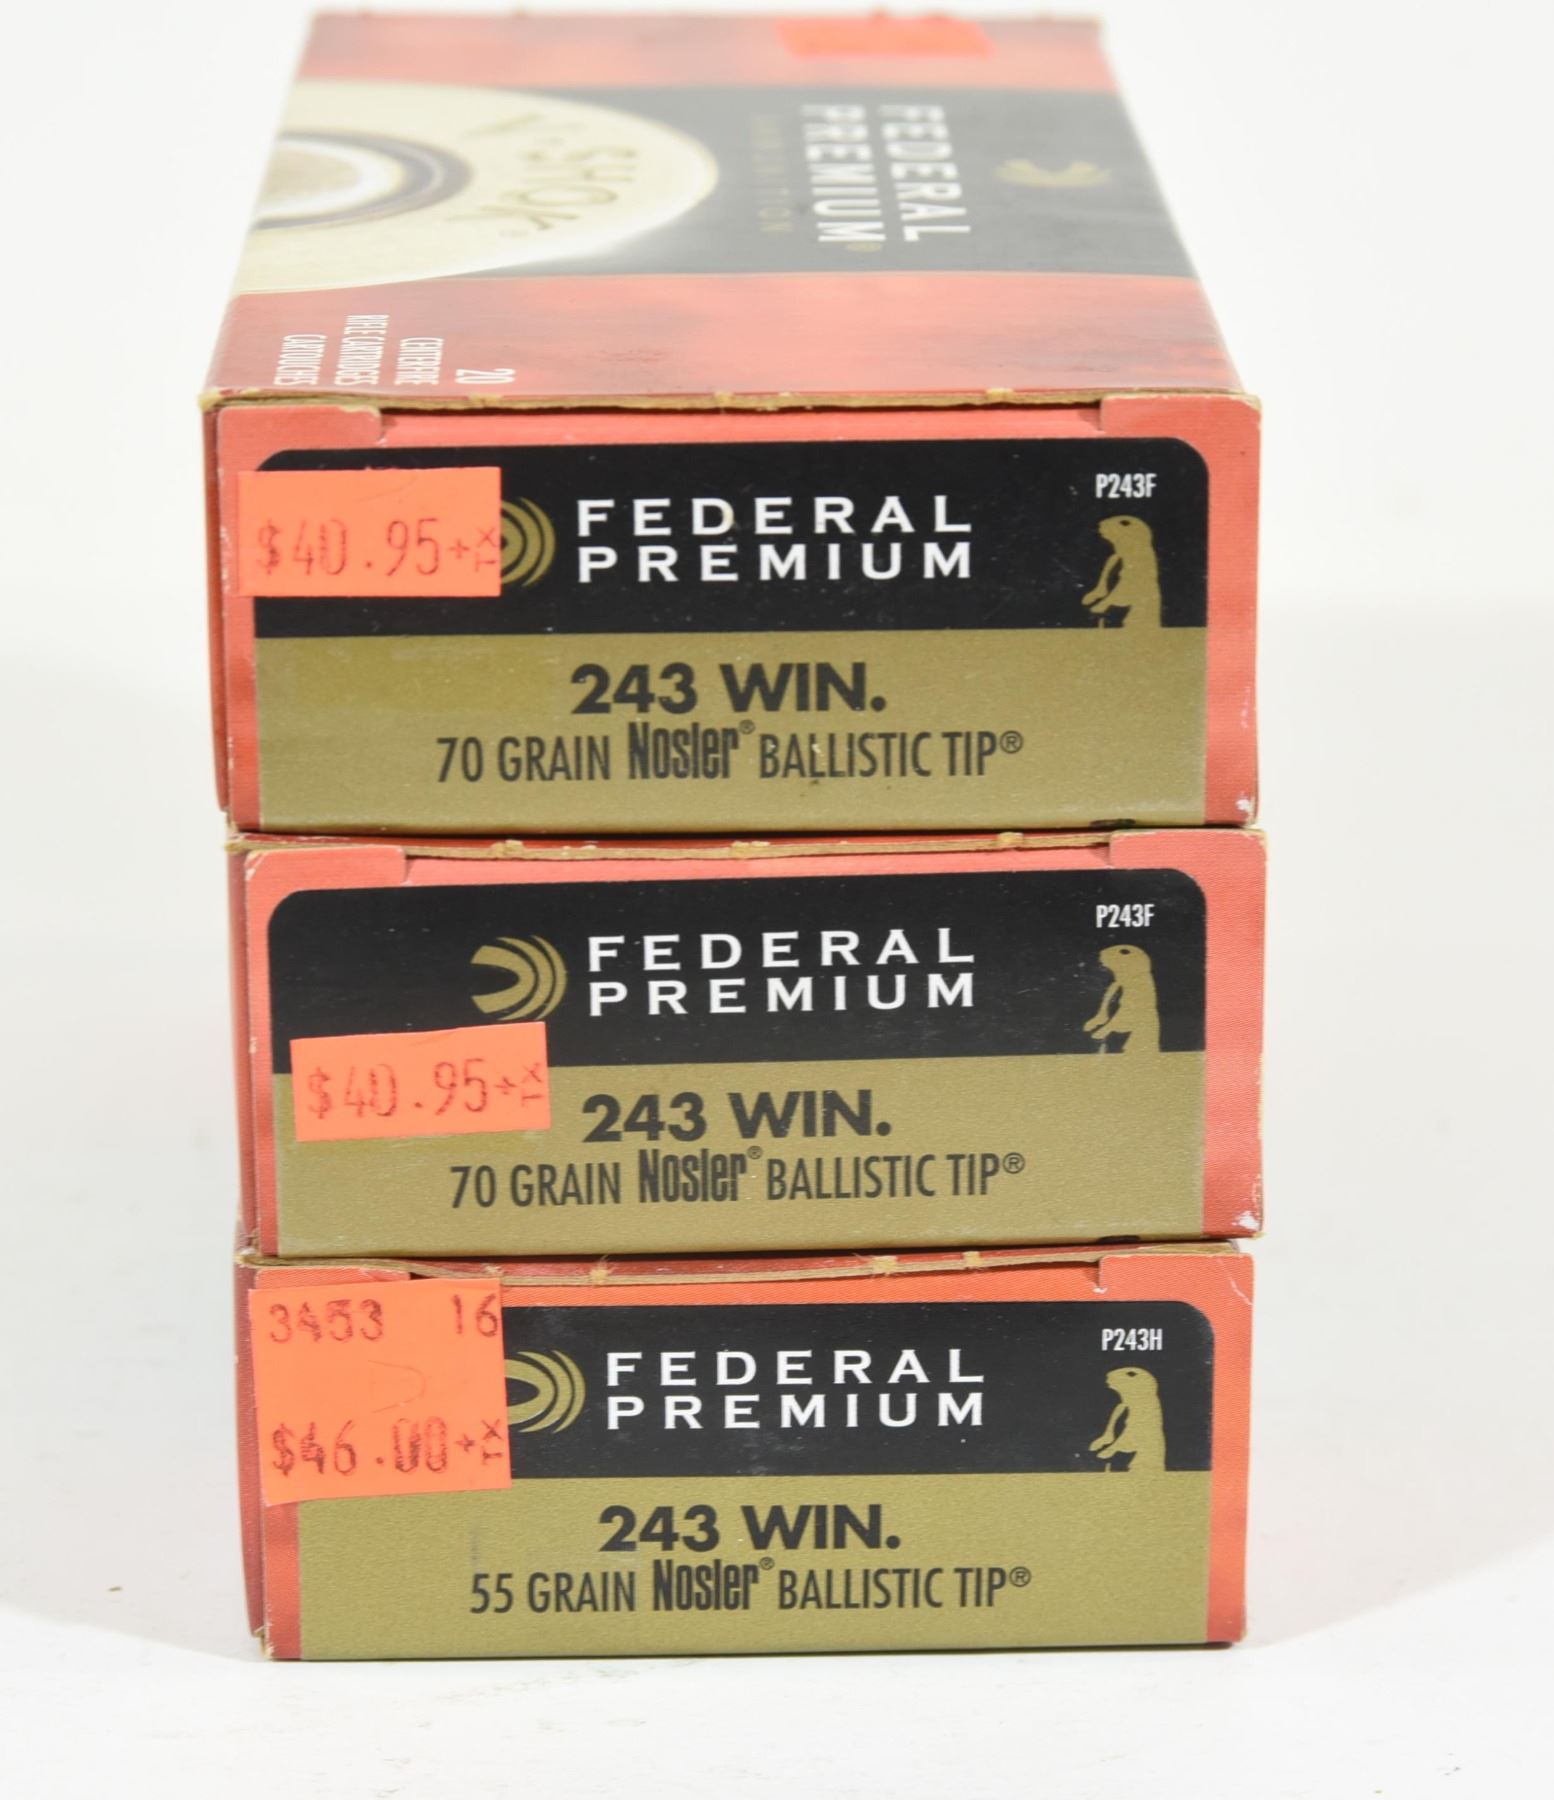 FEDERAL
PREMIUM®
AMMUNITION
V•SHOK®
20
CENTERFIRE
RIFLE CARTRIDGES
CARTOUCHES
$40.95+TX
FEDERAL
PREMIUM
P243F
243 WIN.
70 GRAIN Nosler® BALLISTIC TIP®
FEDERAL
PREMIUM
P243F
$40.95+TX
243 WIN.
70 GRAIN Nosler® BALLISTIC TIP®
3453 16
$46.00+TX
FEDERAL
PREMIUM
P243H
243 WIN.
55 GRAIN Nosler® BALLISTIC TIP®